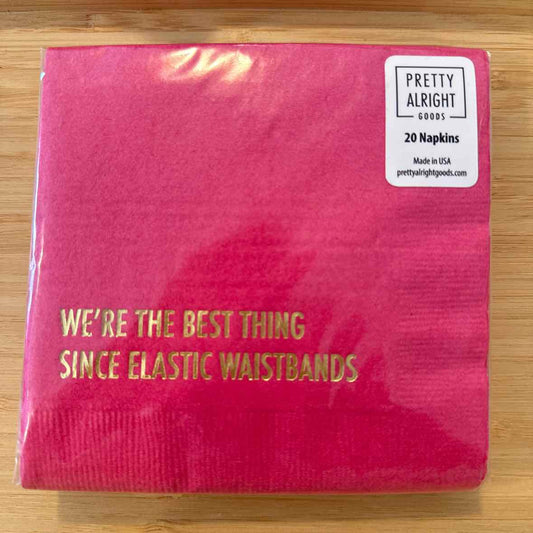 PRETTY
ALRIGHT
GOODS
20 Napkins
Made in USA
prettyalrightgoods.com
WE'RE THE BEST THING
SINCE ELASTIC WAISTBANDS